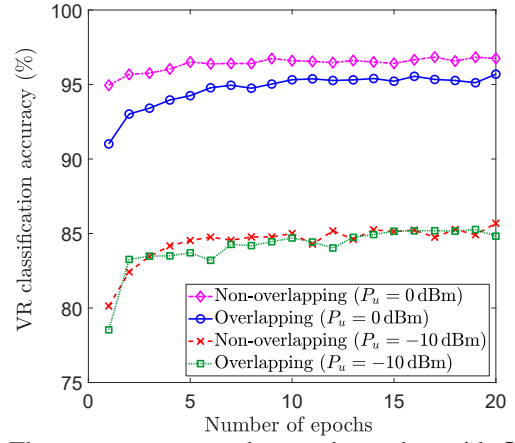 100
95
90
85
80
75
VR classification accuracy (%)
Non-overlapping (P_u = 0 dBm)
Overlapping (P_u = 0 dBm)
Non-overlapping (P_u = −10 dBm)
Overlapping (P_u = −10 dBm)
0 5 10 15 20
Number of epochs